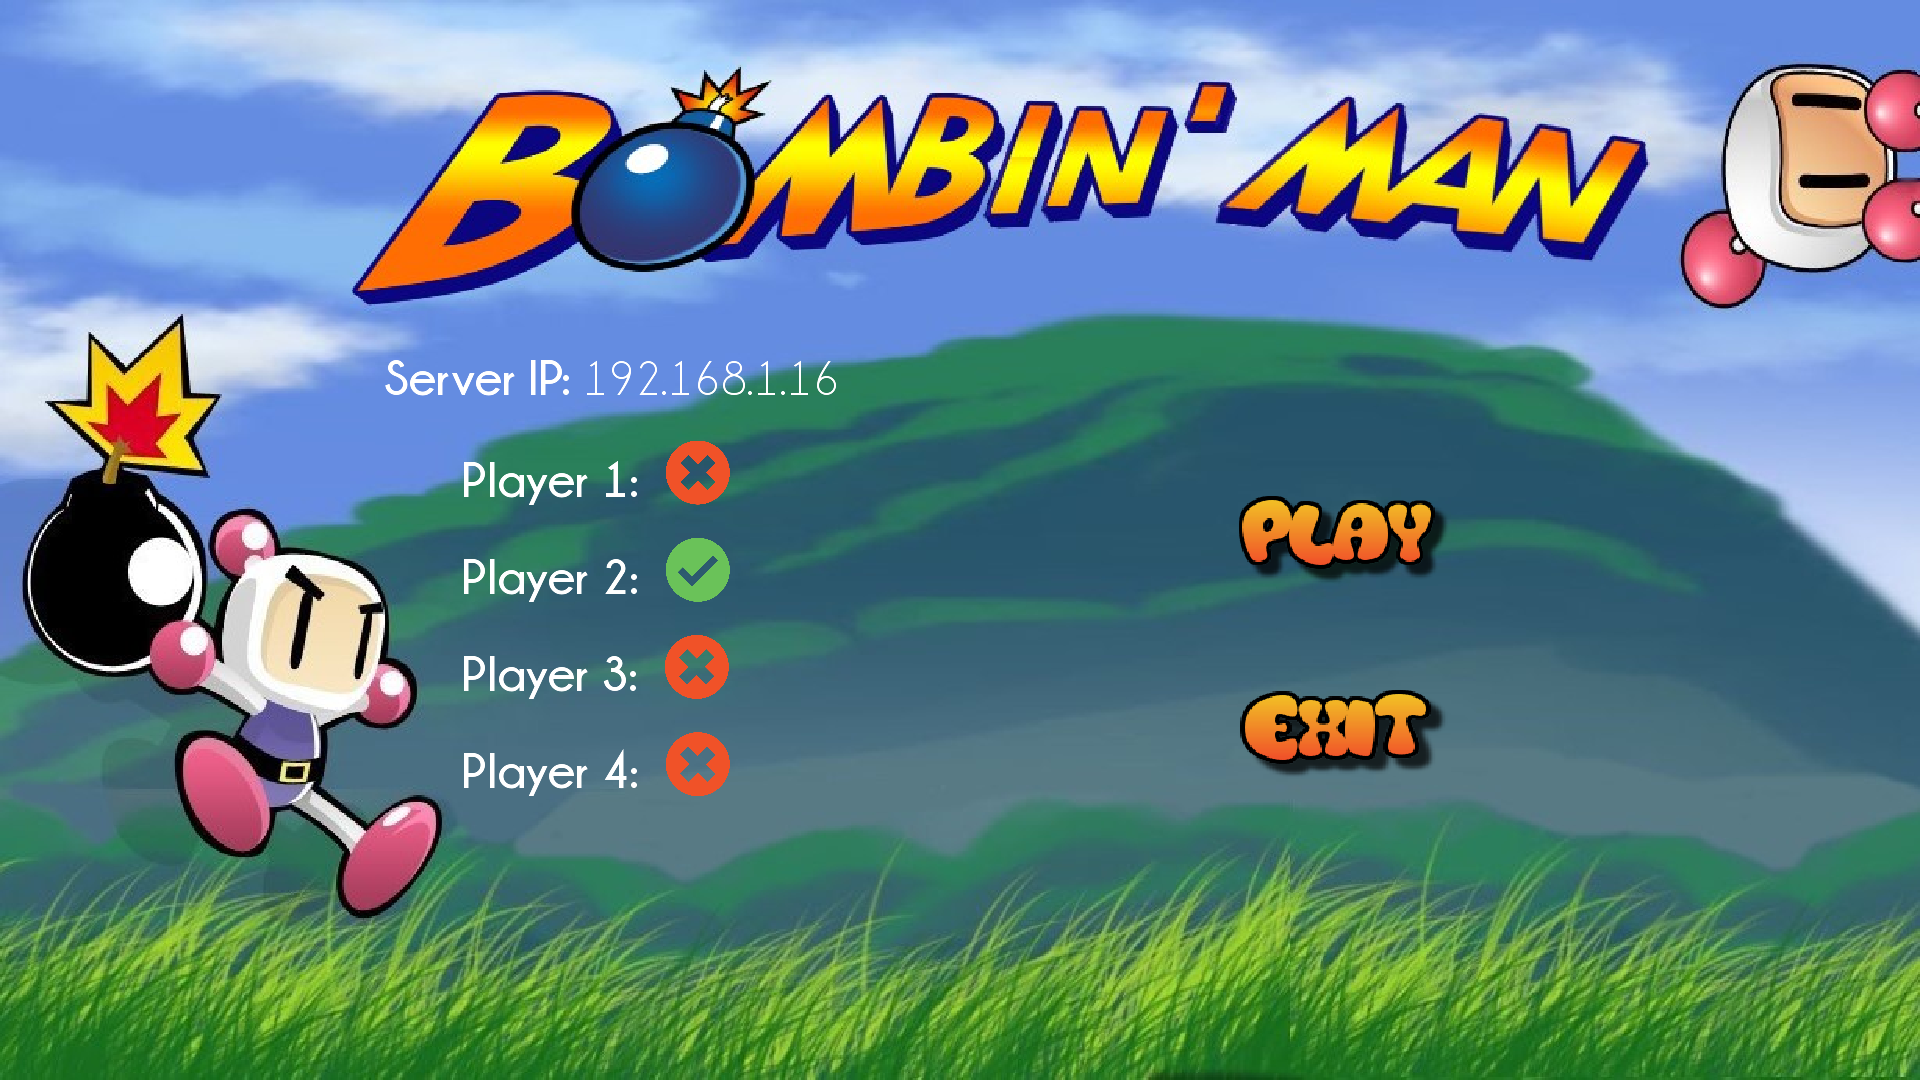 BOMBIN' MAN
Server IP: 192.168.1.16
Player 1:
Player 2:
Player 3:
Player 4:
PLAY
EXIT